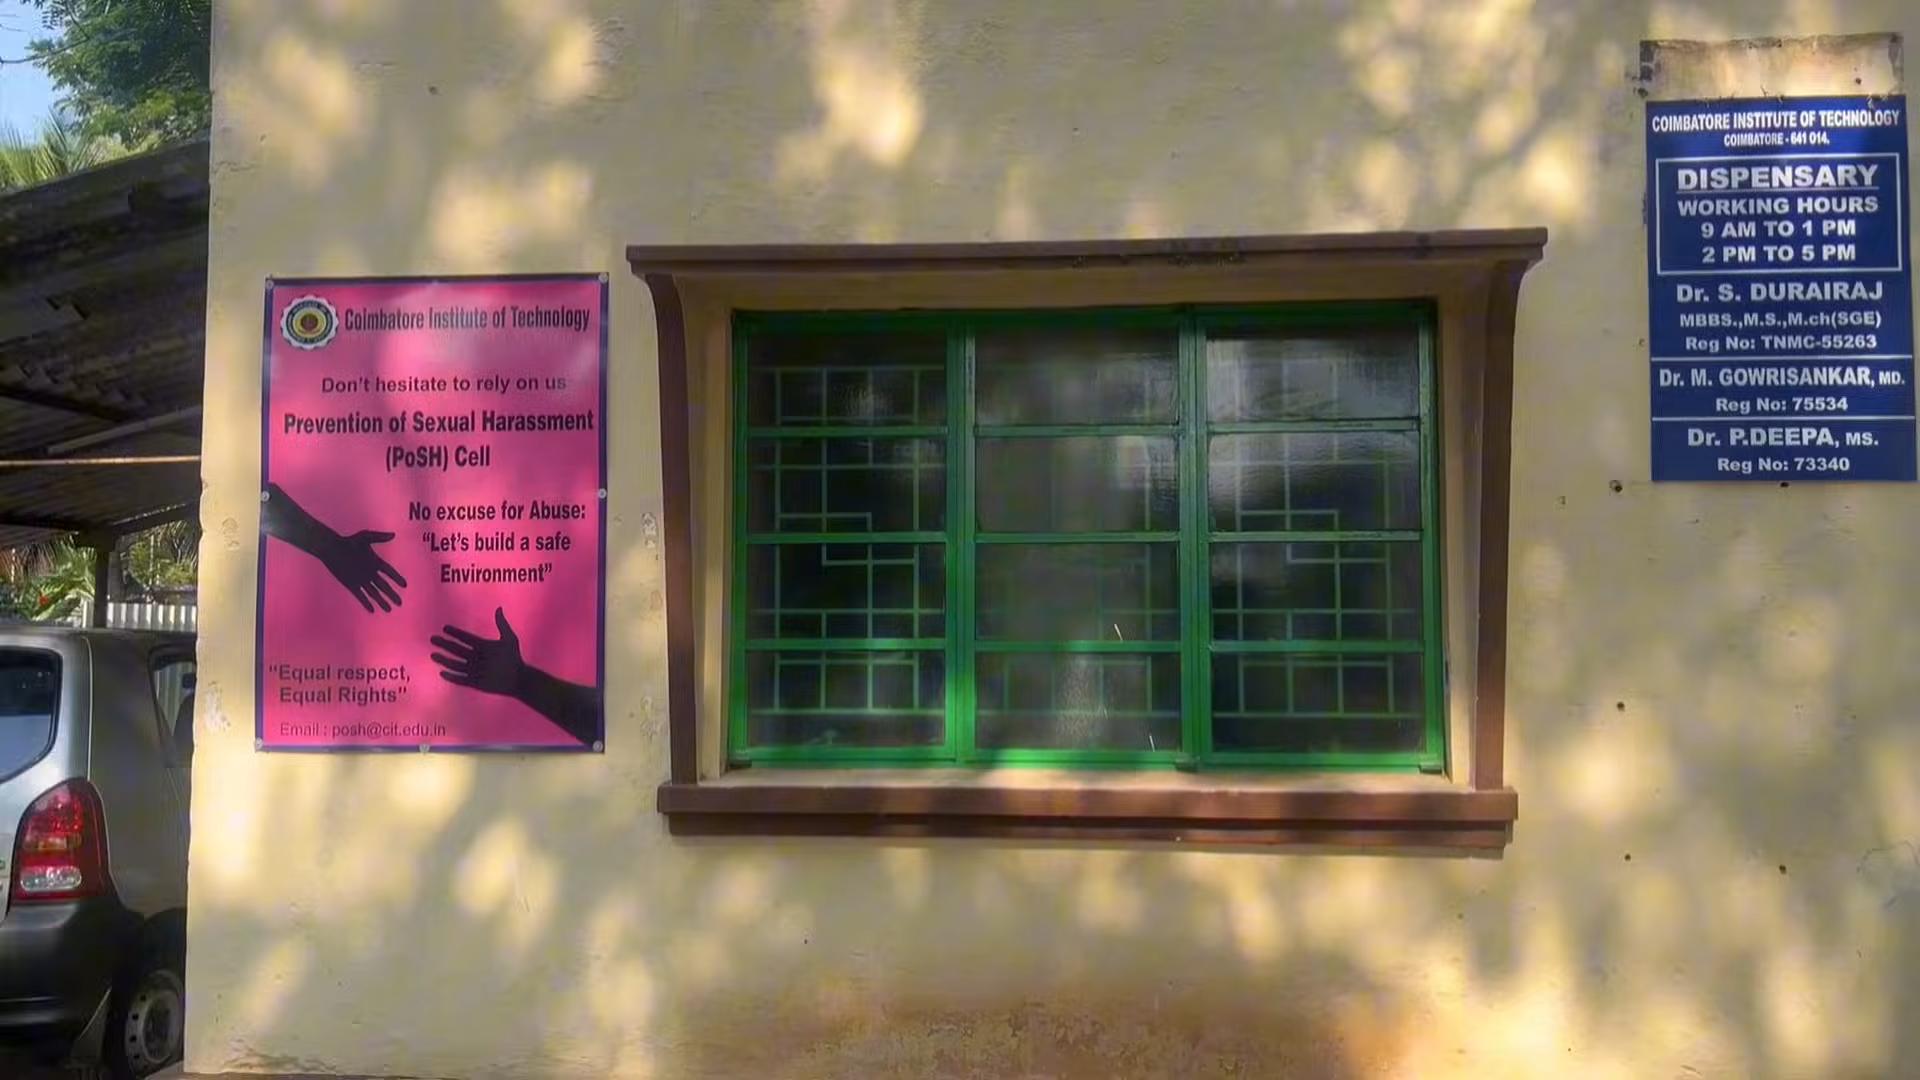 Coimbatore Institute of Technology
Don't hesitate to rely on us
Prevention of Sexual Harassment
(PoSH) Cell
No excuse for Abuse:
"Let's build a safe
Environment"
"Equal respect,
Equal Rights"
Email : posh@cit.edu.in
COIMBATORE INSTITUTE OF TECHNOLOGY
COIMBATORE - 641 014.
DISPENSARY
WORKING HOURS
9 AM TO 1 PM
2 PM TO 5 PM
Dr. S. DURAIRAJ
MBBS.,M.S.,M.ch(SGE)
Reg No: TNMC-55263
Dr. M. GOWRISANKAR, MD.
Reg No: 75534
Dr. P.DEEPA, MS.
Reg No: 73340